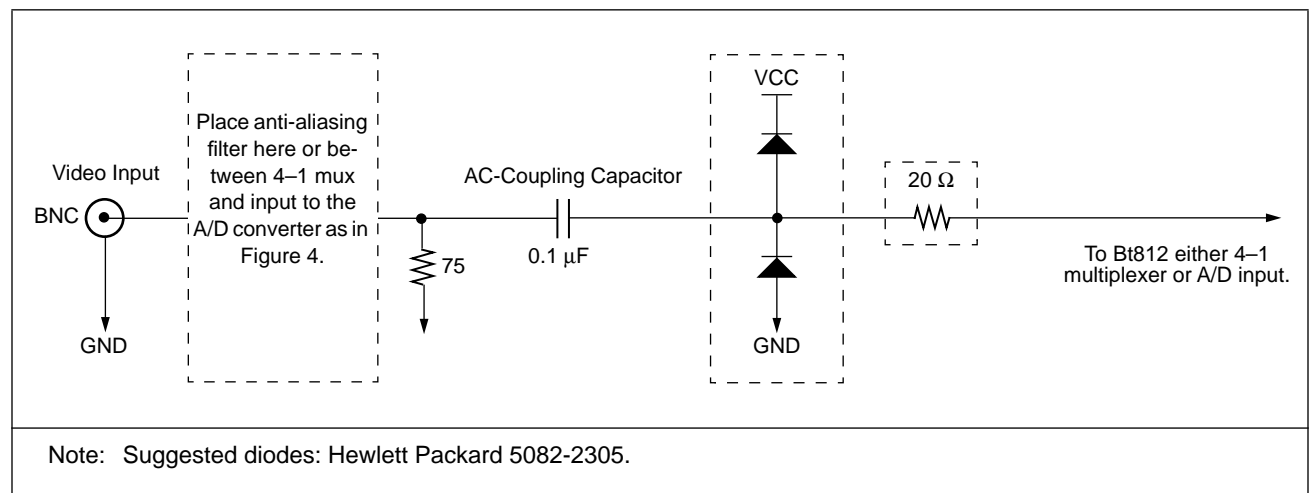 Video Input
BNC
GND
Place anti-aliasing
filter here or be-
tween 4–1 mux
and input to the
A/D converter as in
Figure 4.
75
AC-Coupling Capacitor
0.1 μF
VCC
GND
20 Ω
To Bt812 either 4–1
multiplexer or A/D input.
Note: Suggested diodes: Hewlett Packard 5082-2305.